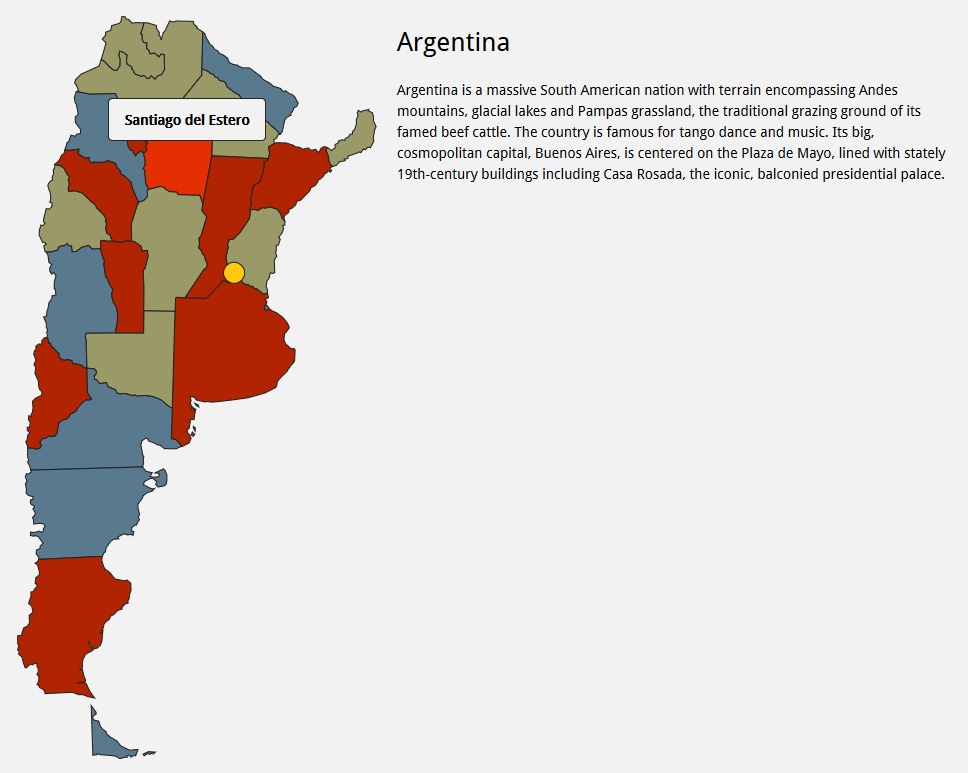 Argentina
Argentina is a massive South American nation with terrain encompassing Andes
mountains, glacial lakes and Pampas grassland, the traditional grazing ground of its
famed beef cattle. The country is famous for tango dance and music. Its big,
cosmopolitan capital, Buenos Aires, is centered on the Plaza de Mayo, lined with stately
19th-century buildings including Casa Rosada, the iconic, balconied presidential palace.
Santiago del Estero